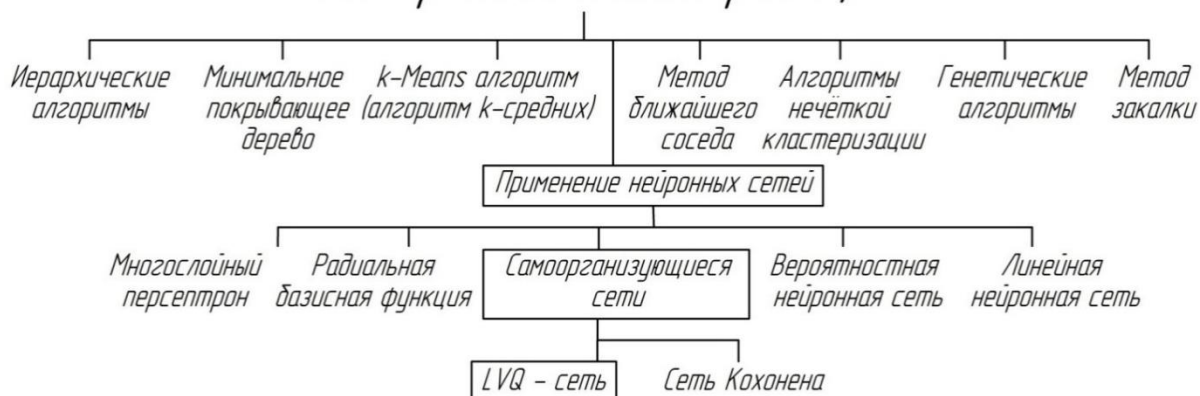 Иерархические
алгоритмы
Минимальное
покрывающее
дерево
k-Means алгоритм
(алгоритм k-средних)
Метод
ближайшего
соседа
Алгоритмы
нечёткой
кластеризации
Генетические
алгоритмы
Метод
закалки
Применение нейронных сетей
Многослойный
персептрон
Радиальная
базисная функция
Самоорганизующиеся
сети
Вероятностная
нейронная сеть
Линейная
нейронная сеть
LVQ - сеть
Сеть Кохонена